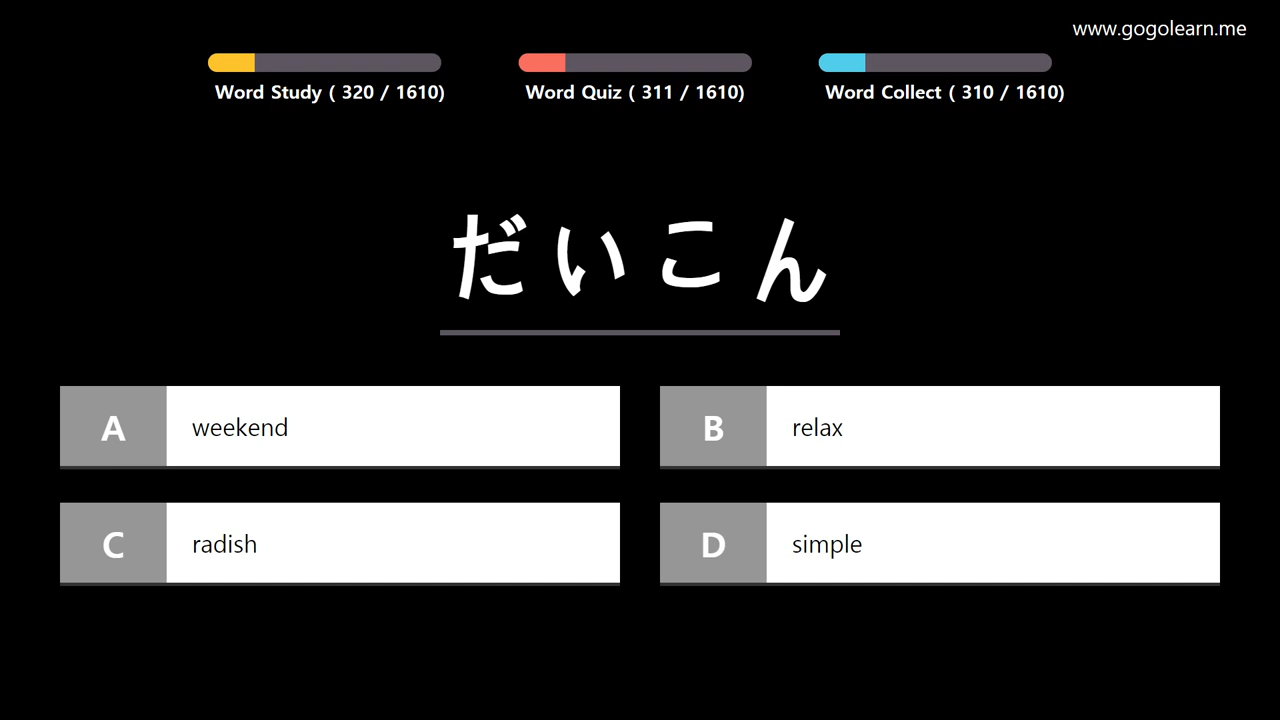 www.gogolearn.me
Word Study ( 320 / 1610)
Word Quiz ( 311 / 1610)
Word Collect ( 310 / 1610)
だいこん
A weekend
B relax
C radish
D simple